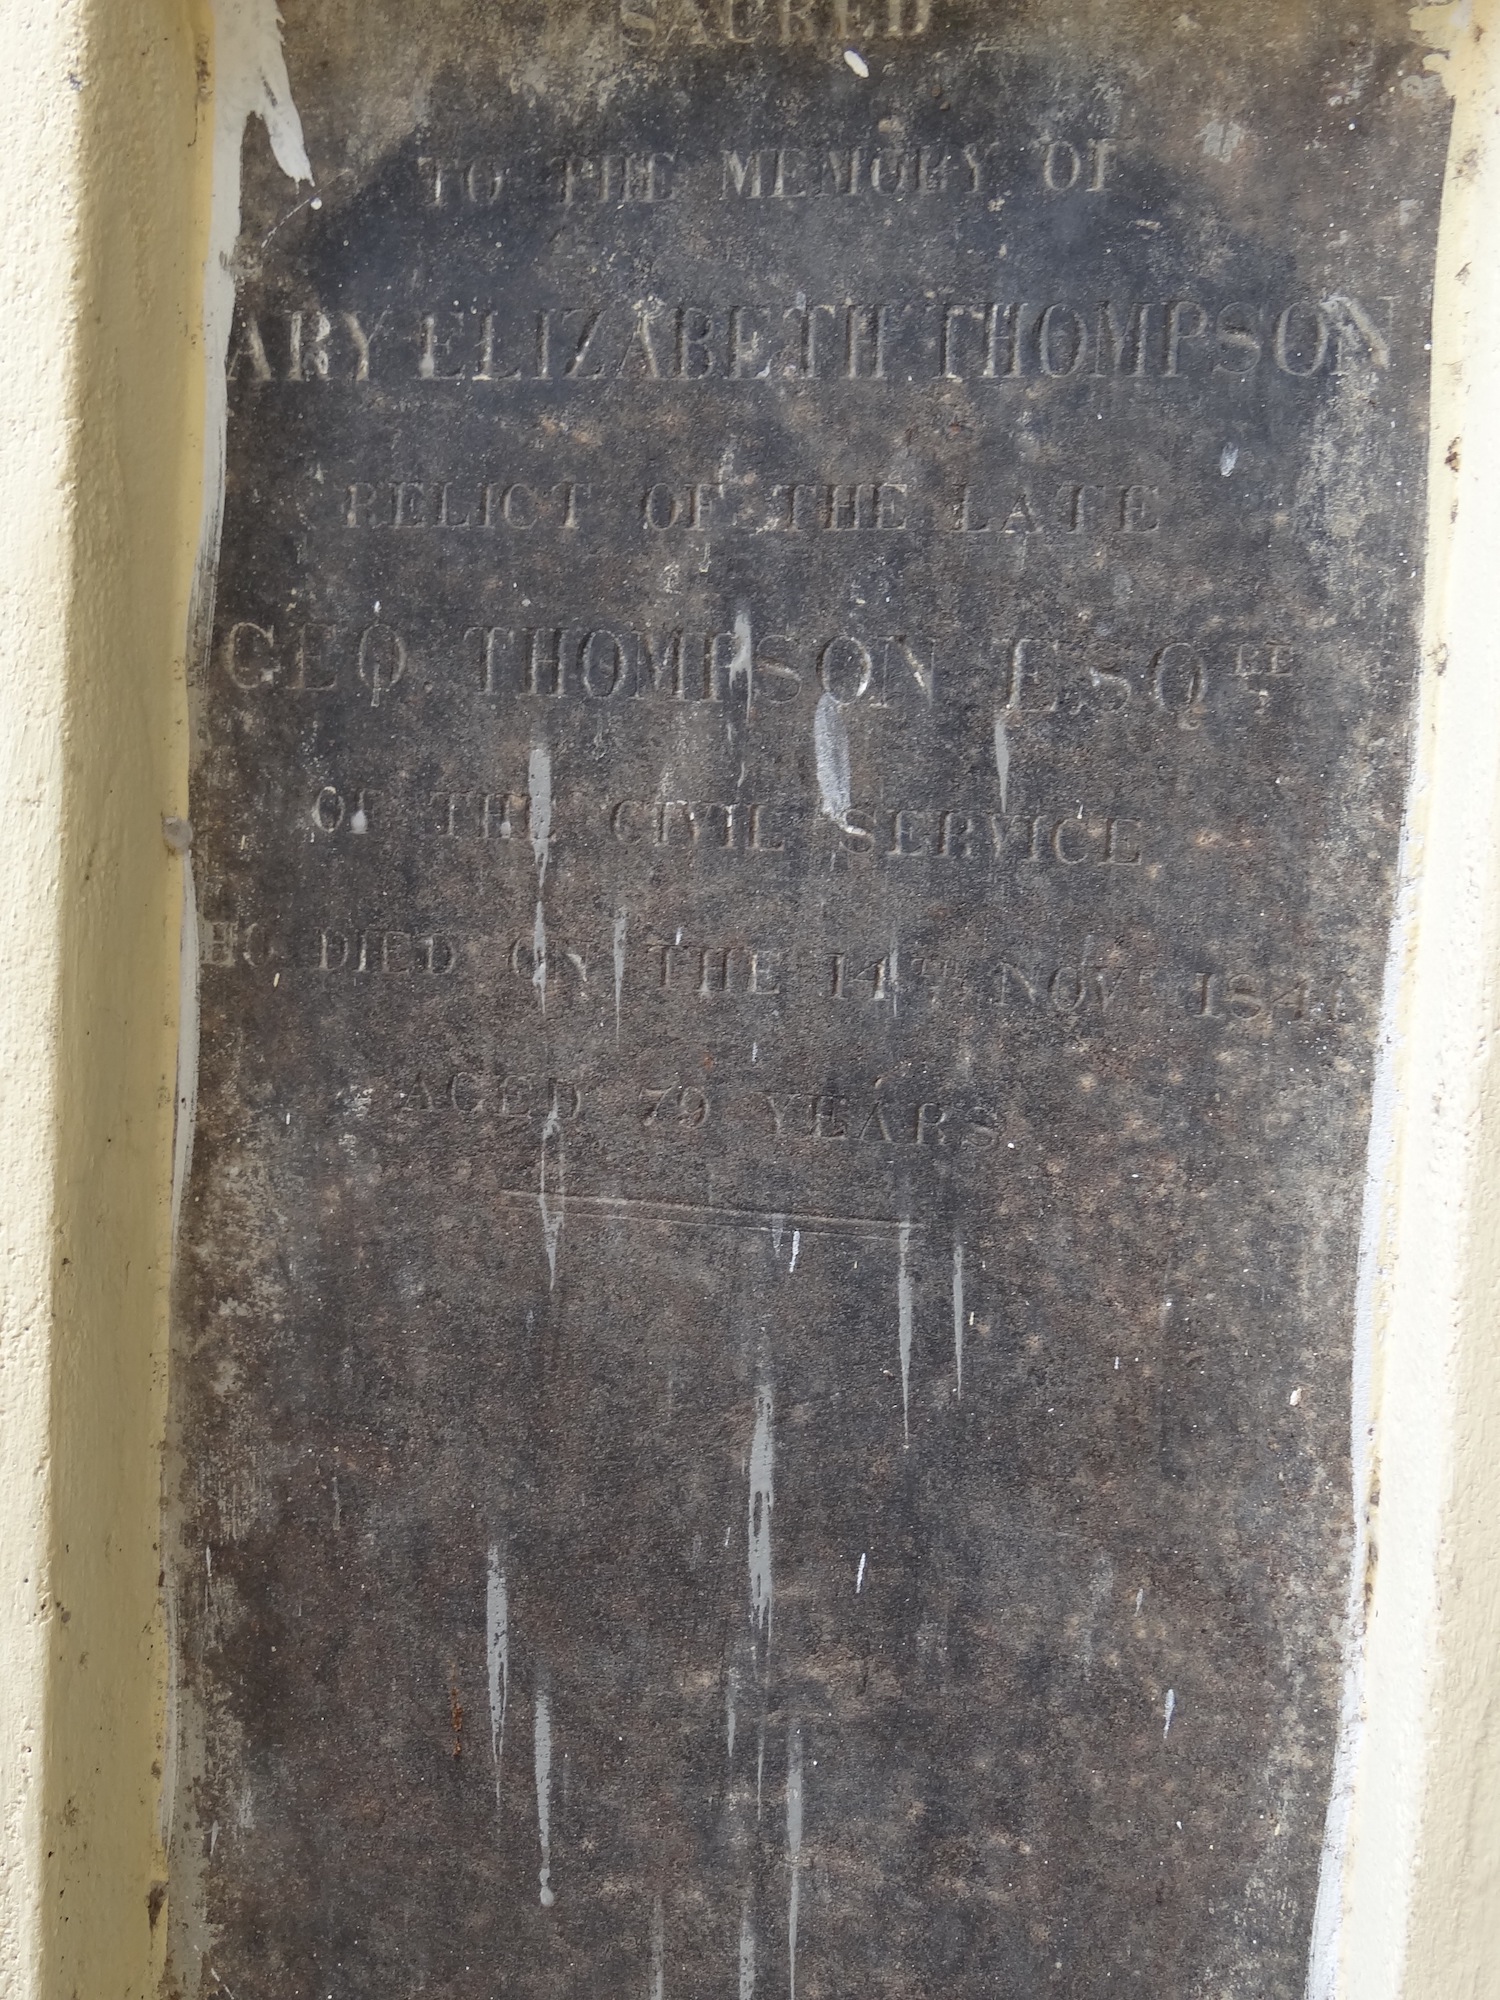 SACRED
TO THE MEMORY OF
ARY ELIZABETH THOMPSON
RELICT OF THE LATE
GEO. THOMPSON ESQRE
OF THE CIVIL SERVICE
HO DIED ON THE 14TH NOV. 
AGED 79 YEARS